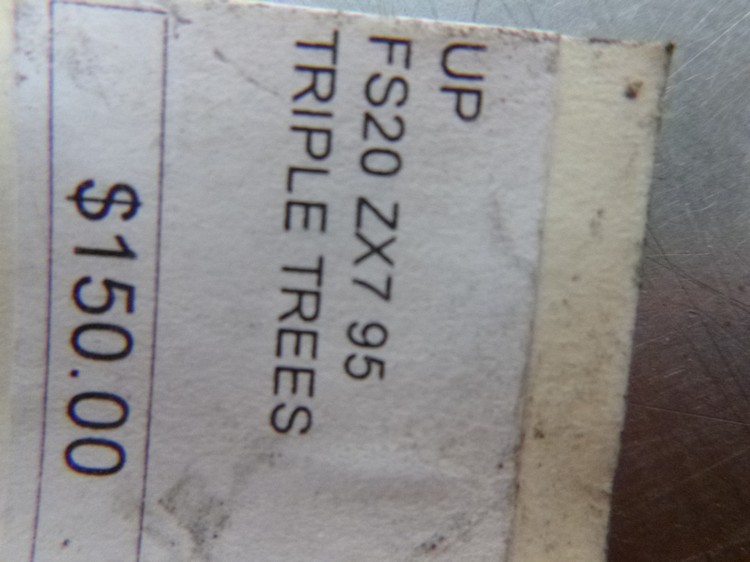 UP
FS20 ZX7 95
TRIPLE TREES
$150.00